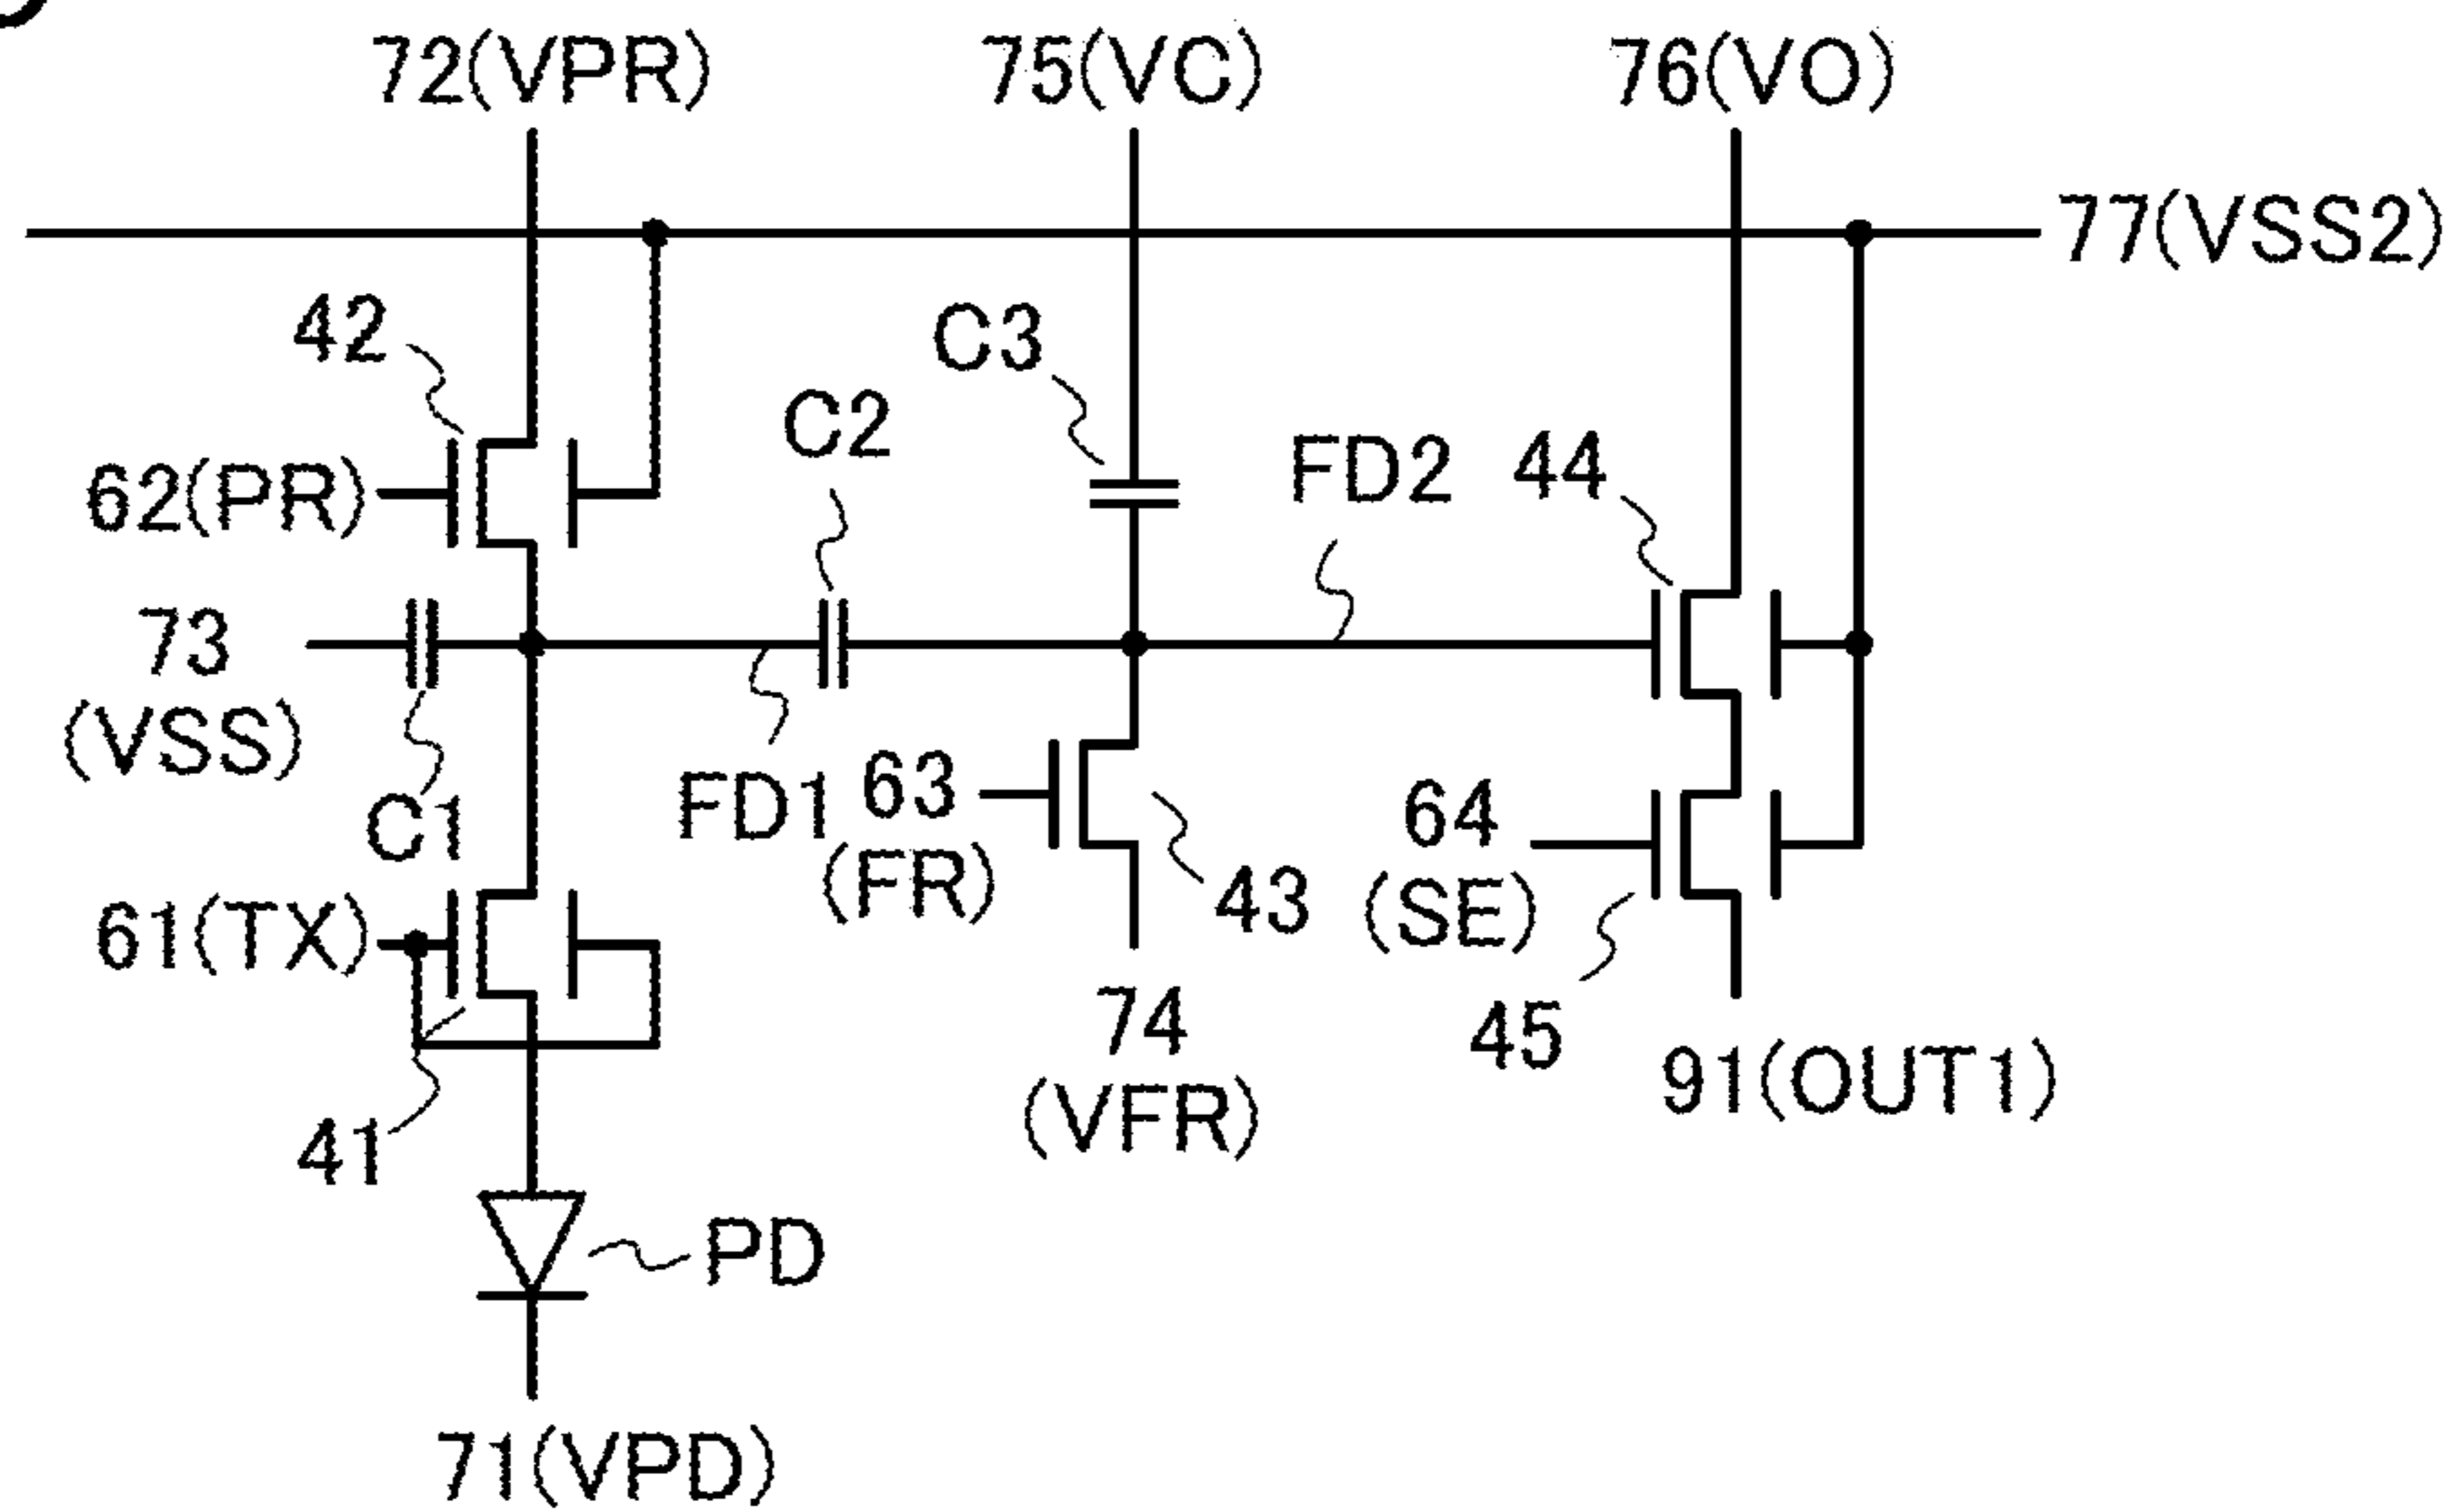 72(VPR)
75(VC)
76(VO)
77(VSS2)
42
C3
C2
FD2
44
62(PR)
73
(VSS)
C1
FD1
63
(FR)
43
64
(SE)
45
61(TX)
41
74
(VFR)
91(OUT1)
PD
71(VPD)